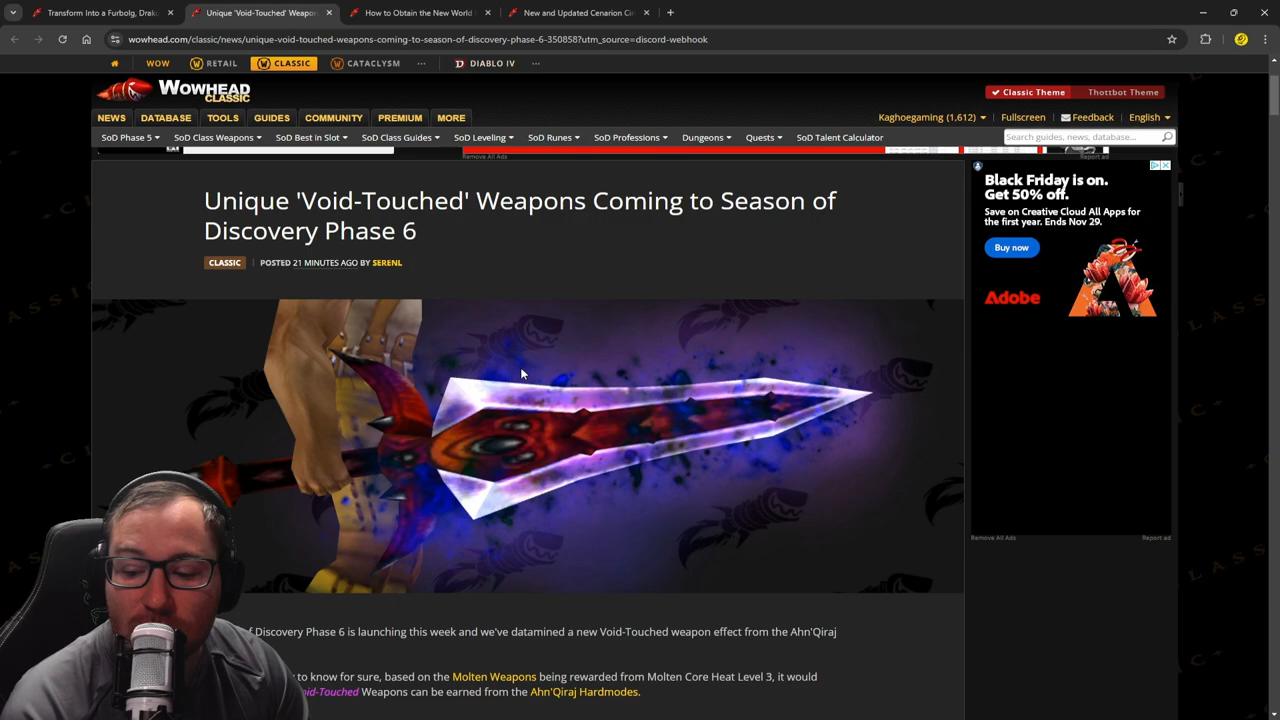 Transform Into a Furbolg, Drako
Unique 'Void-Touched' Weapon
How to Obtain the New World
New and Updated Cenarion Cir
wowhead.com/classic/news/unique-void-touched-weapons-coming-to-season-of-discovery-phase-6-350858?utm_source=discord-webhook
WOW
RETAIL
CLASSIC
CATACLYSM
DIABLO IV
WOWHEAD
CLASSIC
Classic Theme
Thottbot Theme
NEWS
DATABASE
TOOLS
GUIDES
COMMUNITY
PREMIUM
MORE
Kaghoegaming (1,612)
Fullscreen
Feedback
English
SoD Phase 5
SoD Class Weapons
SoD Best in Slot
SoD Class Guides
SoD Leveling
SoD Runes
SoD Professions
Dungeons
Quests
SoD Talent Calculator
Search guides, news, database...
Remove All Ads
Report ad
Unique 'Void-Touched' Weapons Coming to Season of
Discovery Phase 6
CLASSIC
POSTED 21 MINUTES AGO BY SERENL
Black Friday is on.
Get 50% off.
Save on Creative Cloud All Apps for
the first year. Ends Nov 29.
Buy now
Adobe
Remove All Ads
Report ad
f Discovery Phase 6 is launching this week and we've datamined a new Void-Touched weapon effect from the Ahn'Qiraj
to know for sure, based on the Molten Weapons being rewarded from Molten Core Heat Level 3, it would
oid-Touched Weapons can be earned from the Ahn'Qiraj Hardmodes.